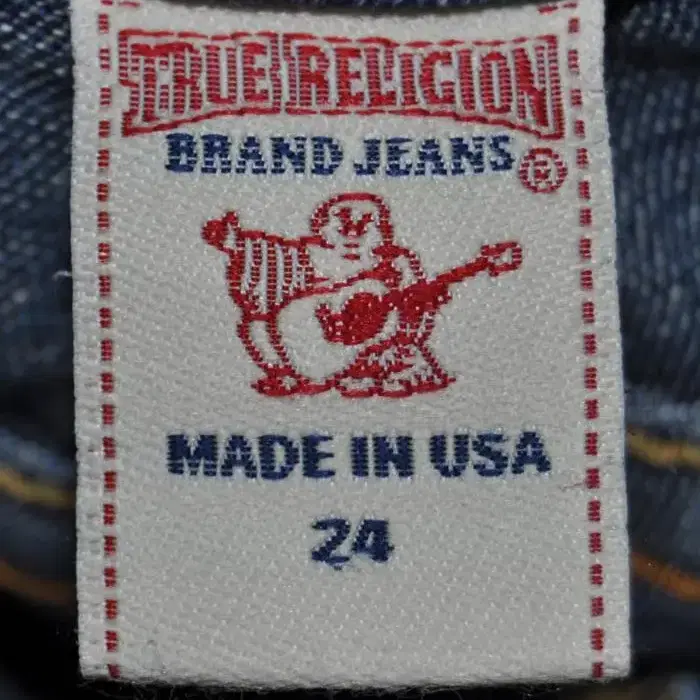 TRUE RELIGION
BRAND JEANS®
MADE IN USA
24